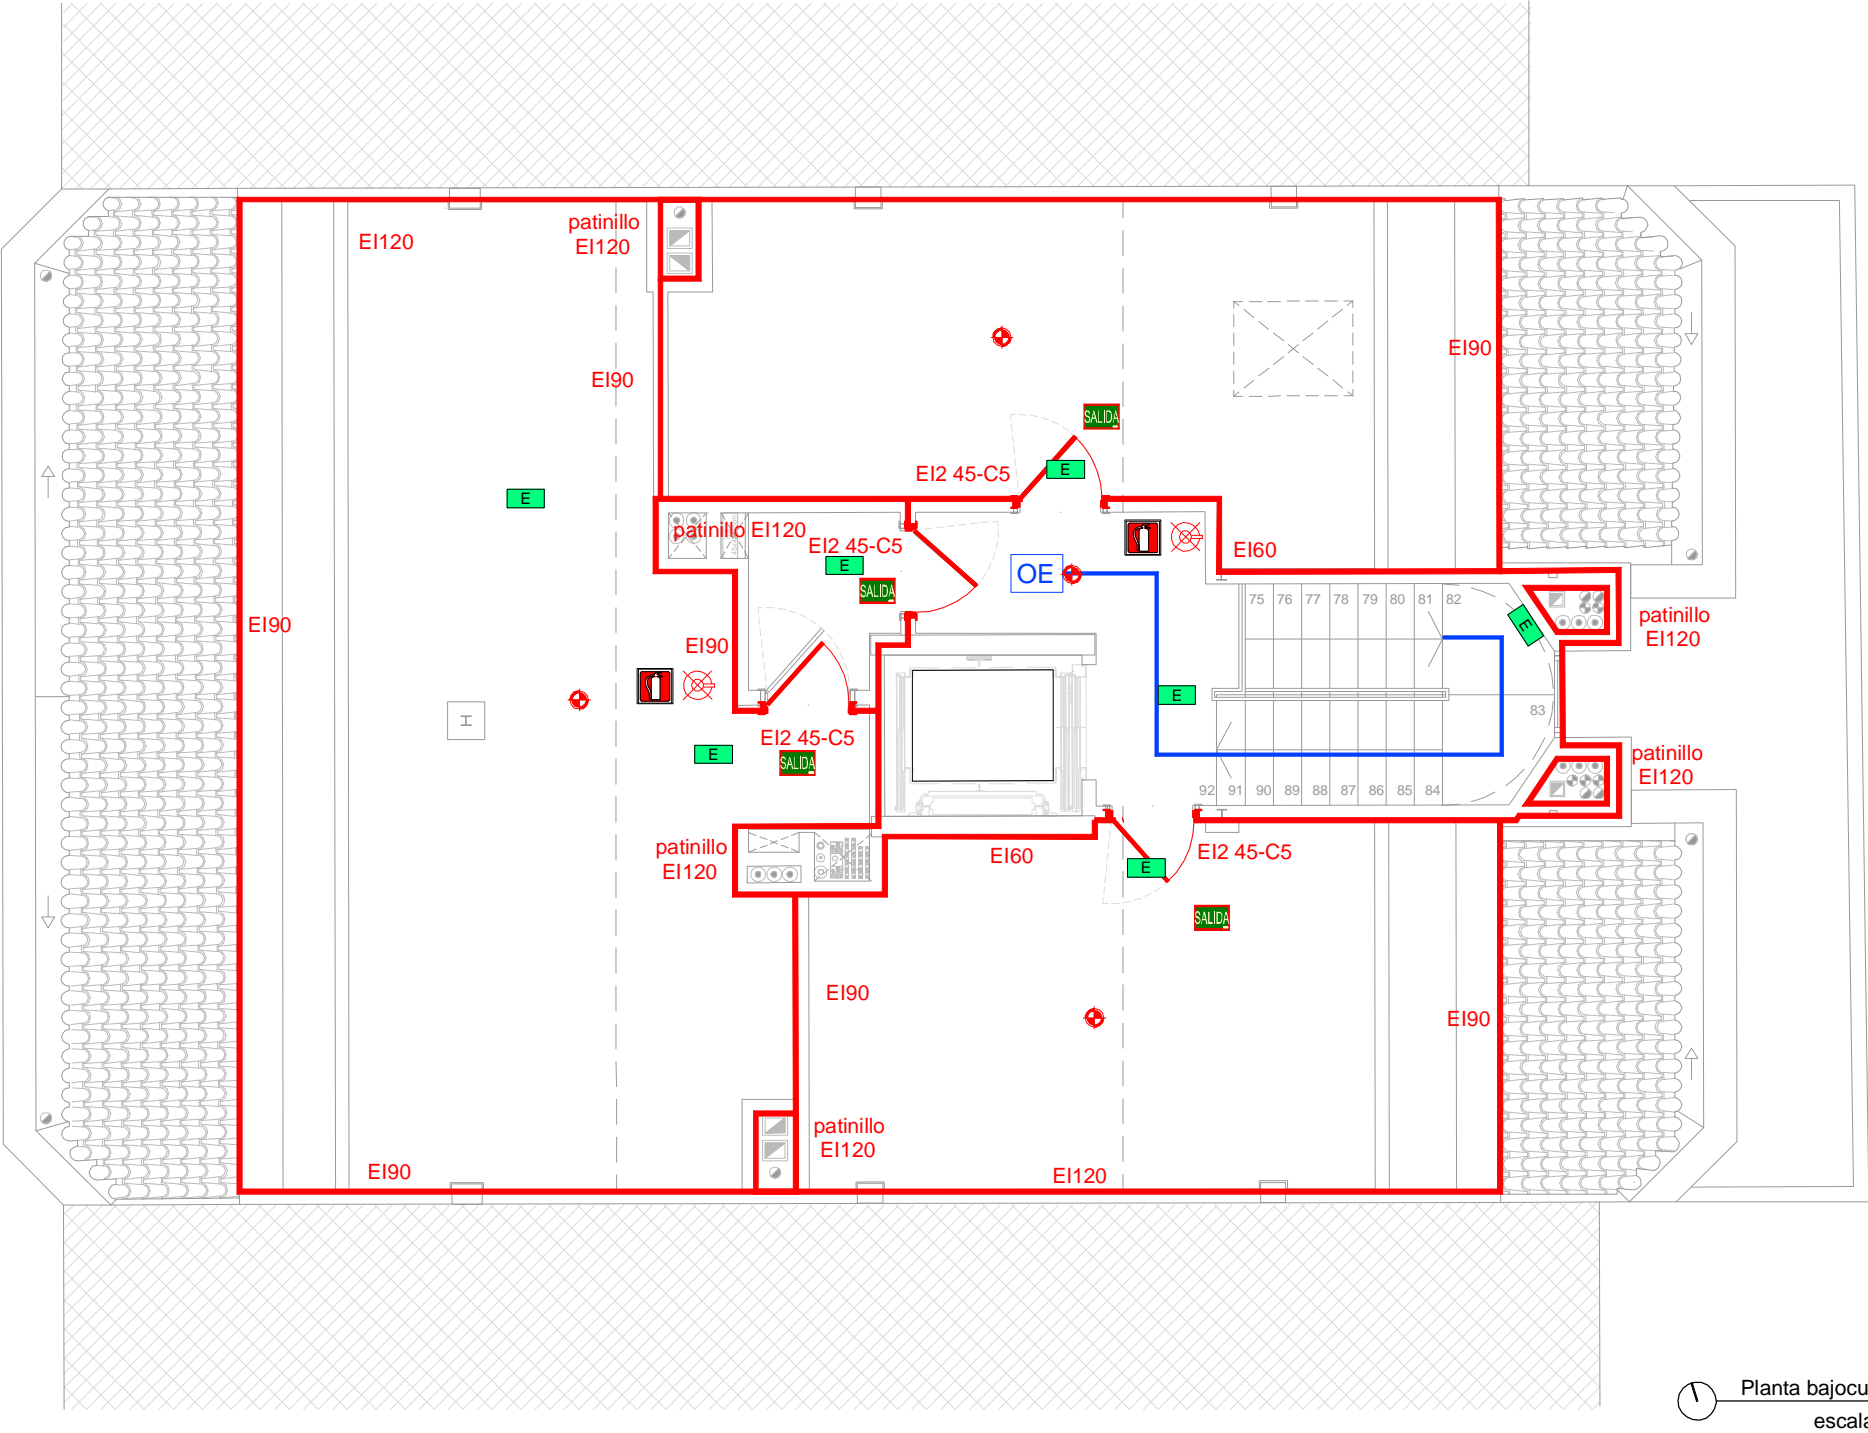 patinillo
EI120
EI120
EI90
EI90
SALIDA
EI2 45-C5
E
E
patinillo EI120
EI2 45-C5
E
SALIDA
EI60
OE
75 76 77 78 79 80 81 82
E
patinillo
EI120
EI90
EI90
E
83
H
EI2 45-C5
E
SALIDA
patinillo
EI120
92 91 90 89 88 87 86 85 84
patinillo
EI120
EI60
EI2 45-C5
E
SALIDA
EI90
EI90
patinillo
EI120
EI90
EI120
Planta bajocu
escala